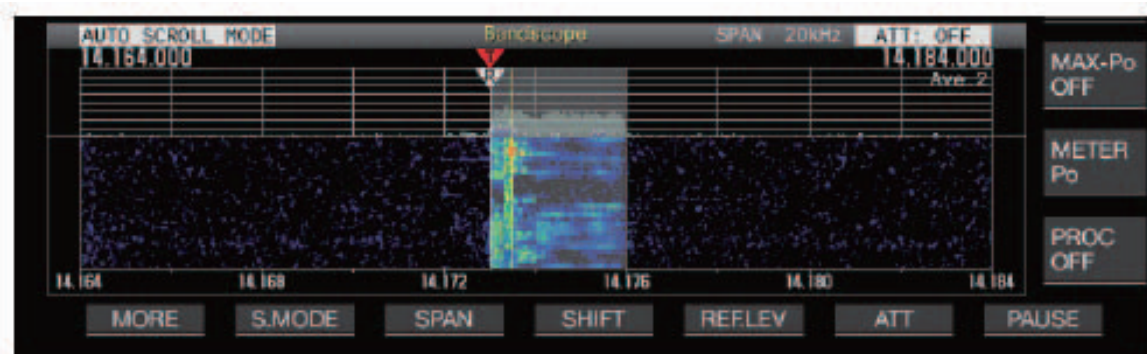 AUTO SCROLL MODE Bandscope SPAN 20kHz ATT: OFF
14.164.000 T 14.184.000
R Ave.2
MAX-Po
OFF
METER
Po
PROC
OFF
14.164 14.168 14.172 14.176 14.180 14.184
MORE S.MODE SPAN SHIFT REF.LEV ATT PAUSE